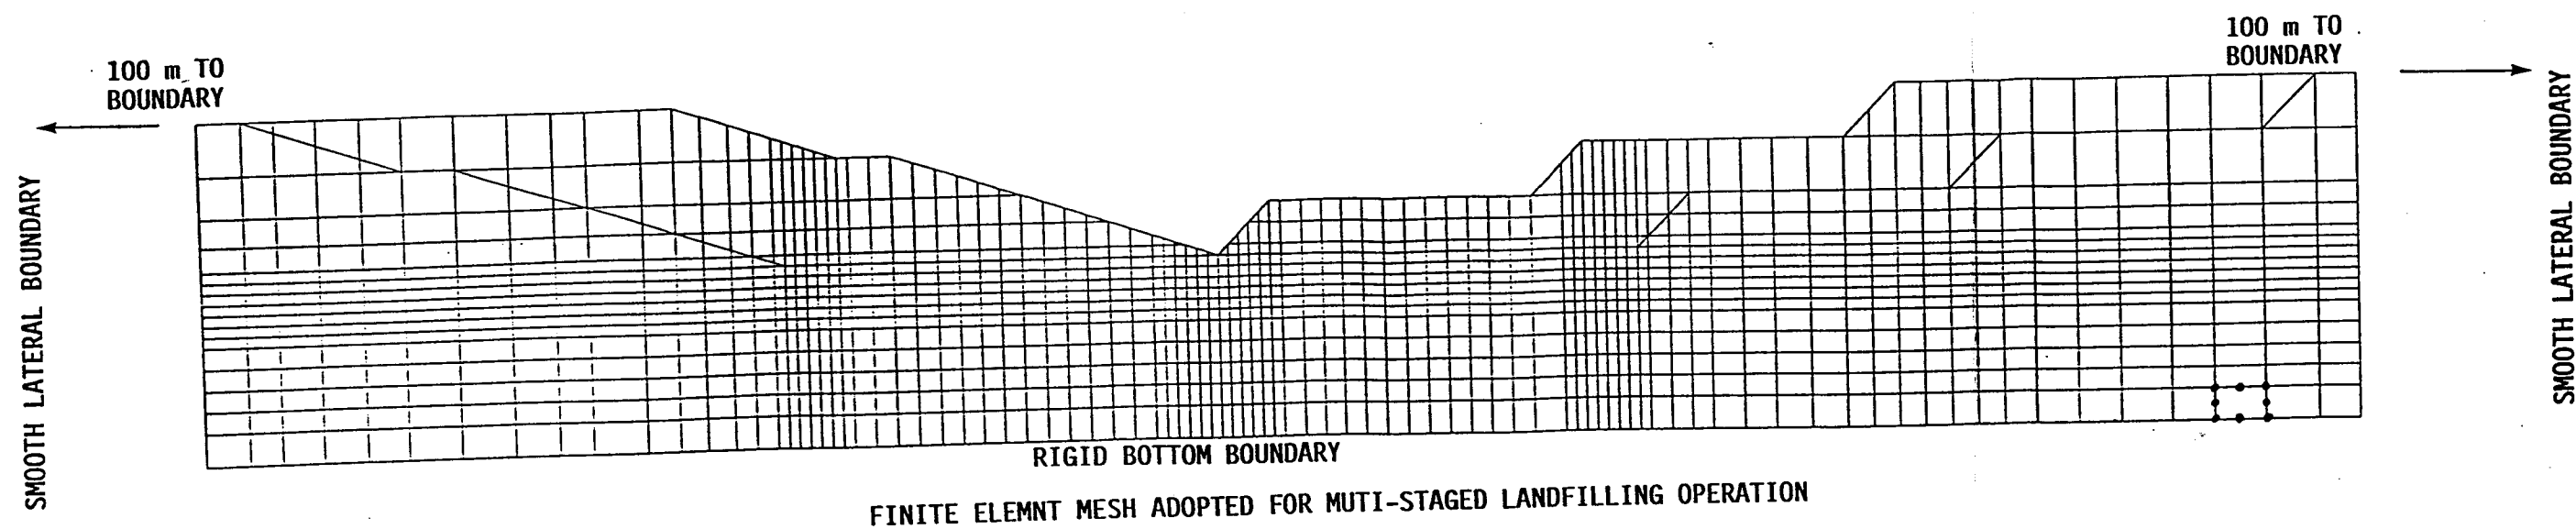 100 m TO
BOUNDARY
100 m TO
BOUNDARY
SMOOTH LATERAL BOUNDARY
SMOOTH LATERAL BOUNDARY
RIGID BOTTOM BOUNDARY
FINITE ELEMNT MESH ADOPTED FOR MUTI-STAGED LANDFILLING OPERATION